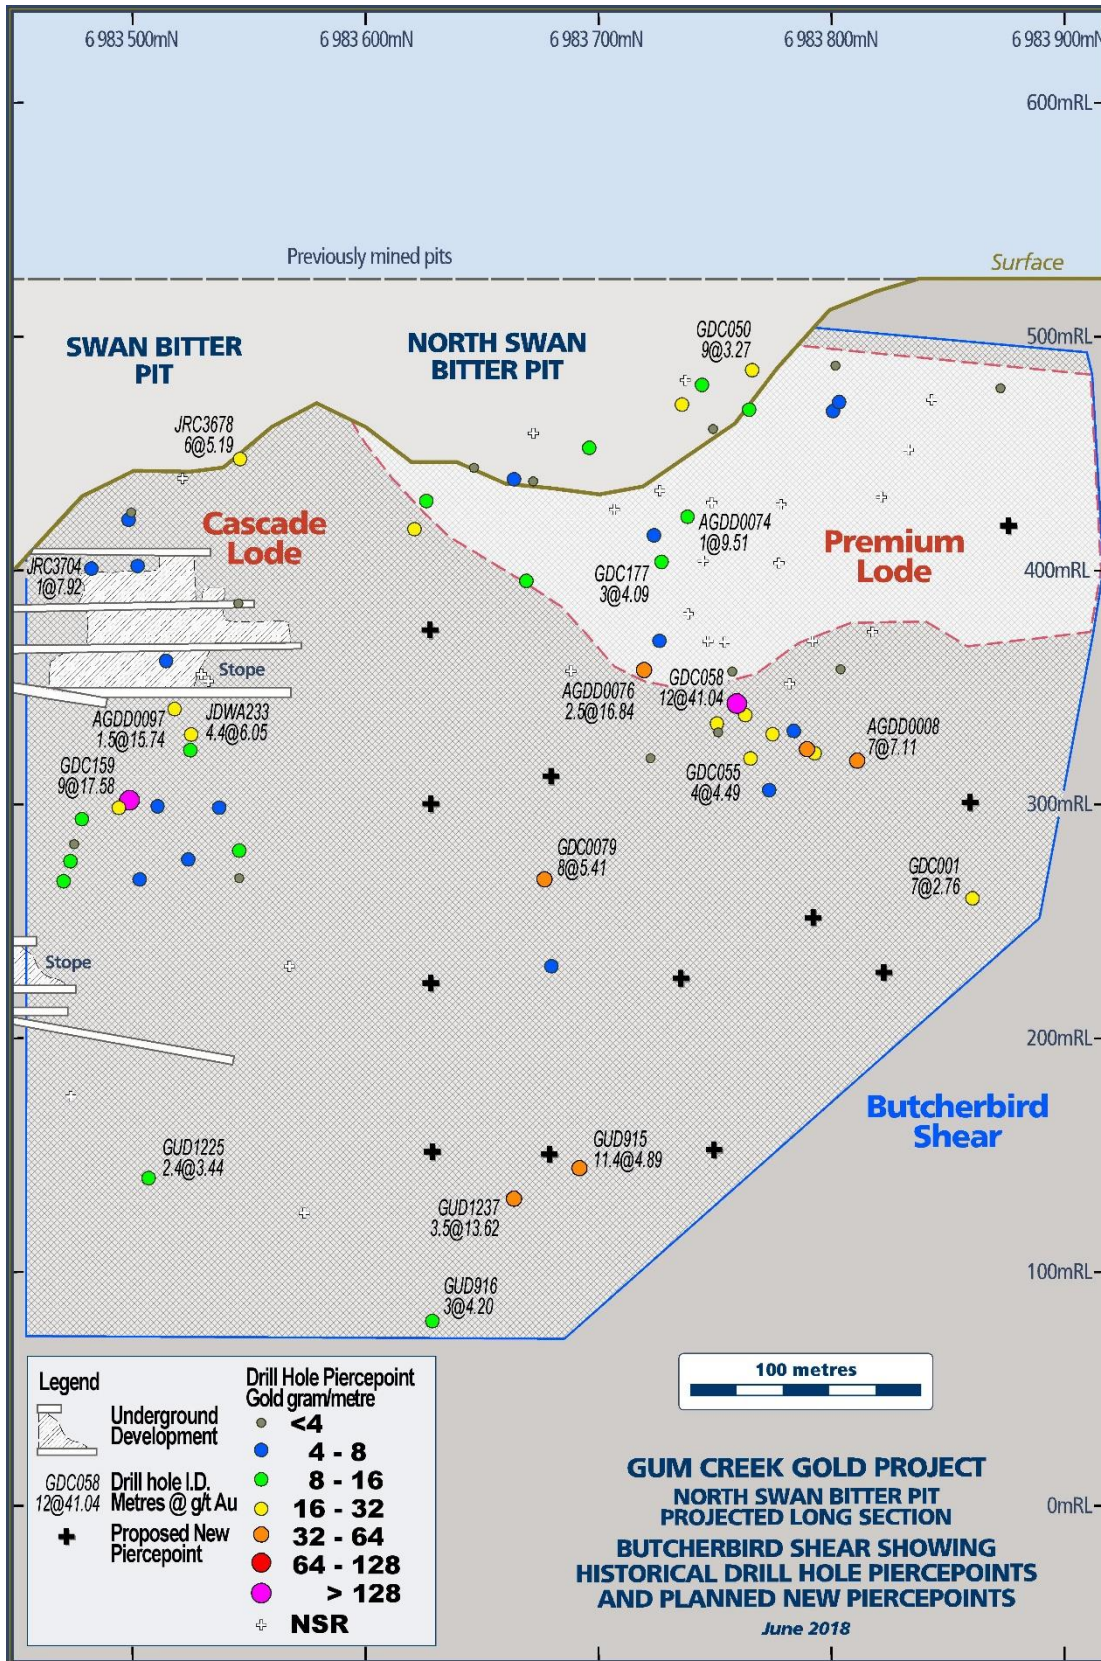 6 983 500mN
6 983 600mN
6 983 700mN
6 983 800mN
6 983 900mN
600mRL
Previously mined pits
Surface
500mRL
SWAN BITTER
PIT
NORTH SWAN
BITTER PIT
GDC050
9@3.27
JRC3678
6@5.19
Cascade
Lode
AGDD0074
1@9.51
Premium
Lode
JRC3704
1@7.92
GDC177
3@4.09
400mRL
Stope
AGDD0076
2.5@16.84
GDC058
12@41.04
AGDD0097
1.5@15.74
JDWA233
4.4@6.05
AGDD0008
7@7.11
GDC159
9@17.58
GDC055
4@4.49
300mRL
GDC0079
8@5.41
GDC001
7@2.76
Stope
200mRL
Butcherbird
Shear
GUD1225
2.4@3.44
GUD915
11.4@4.89
GUD1237
3.5@13.62
GUD916
3@4.20
100mRL
Legend
Underground
Development
GDC058
12@41.04
Drill hole I.D.
Metres @ g/t Au
Proposed New
Piercepoint
Drill Hole Piercepoint
Gold gram/metre
<4
4 - 8
8 - 16
16 - 32
32 - 64
64 - 128
> 128
NSR
100 metres
GUM CREEK GOLD PROJECT
NORTH SWAN BITTER PIT
PROJECTED LONG SECTION
0mRL
BUTCHERBIRD SHEAR SHOWING
HISTORICAL DRILL HOLE PIERCEPOINTS
AND PLANNED NEW PIERCEPOINTS
June 2018